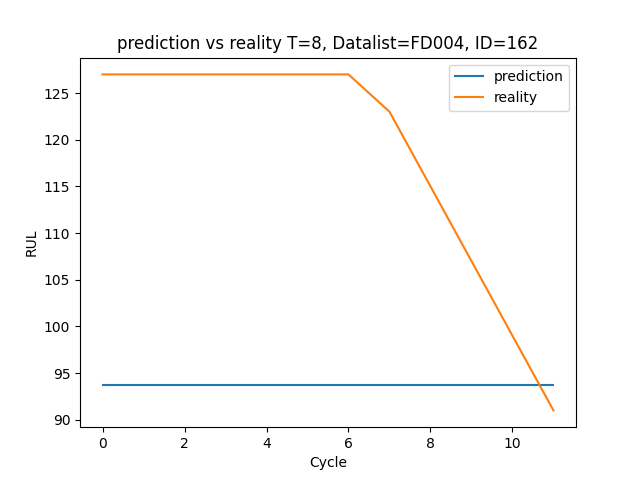 prediction vs reality T=8, Datalist=FD004, ID=162
prediction
reality
125
120
115
110
105
100
95
90
RUL
0 2 4 6 8 10
Cycle